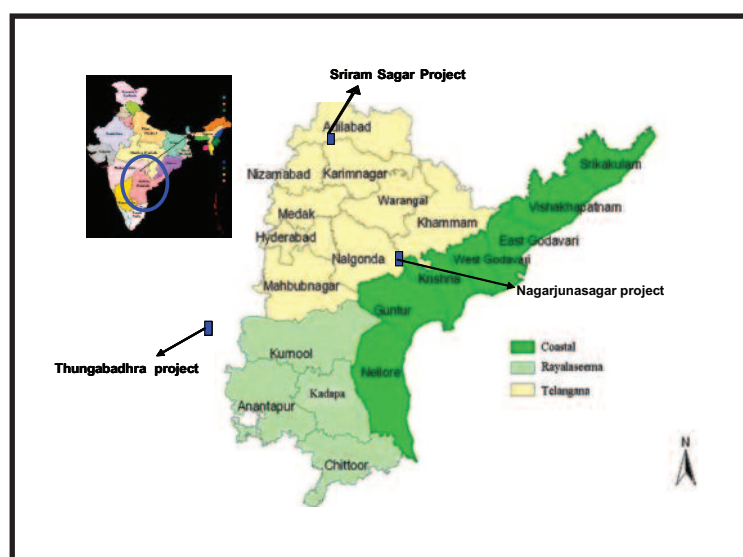 Sriram Sagar Project
Adilabad
Nizamabad
Karimnagar
Warangal
Medak
Khammam
Hyderabad
Nalgonda
Mahbubnagar
Srikakulam
Vishakhapatnam
East Godavari
West Godavari
Krishna
Guntur
Nagarjunasagar project
Thungabadhra project
Kurnool
Nellore
Kadapa
Anantapur
Chittoor
Coastal
Rayalaseema
Telangana
N